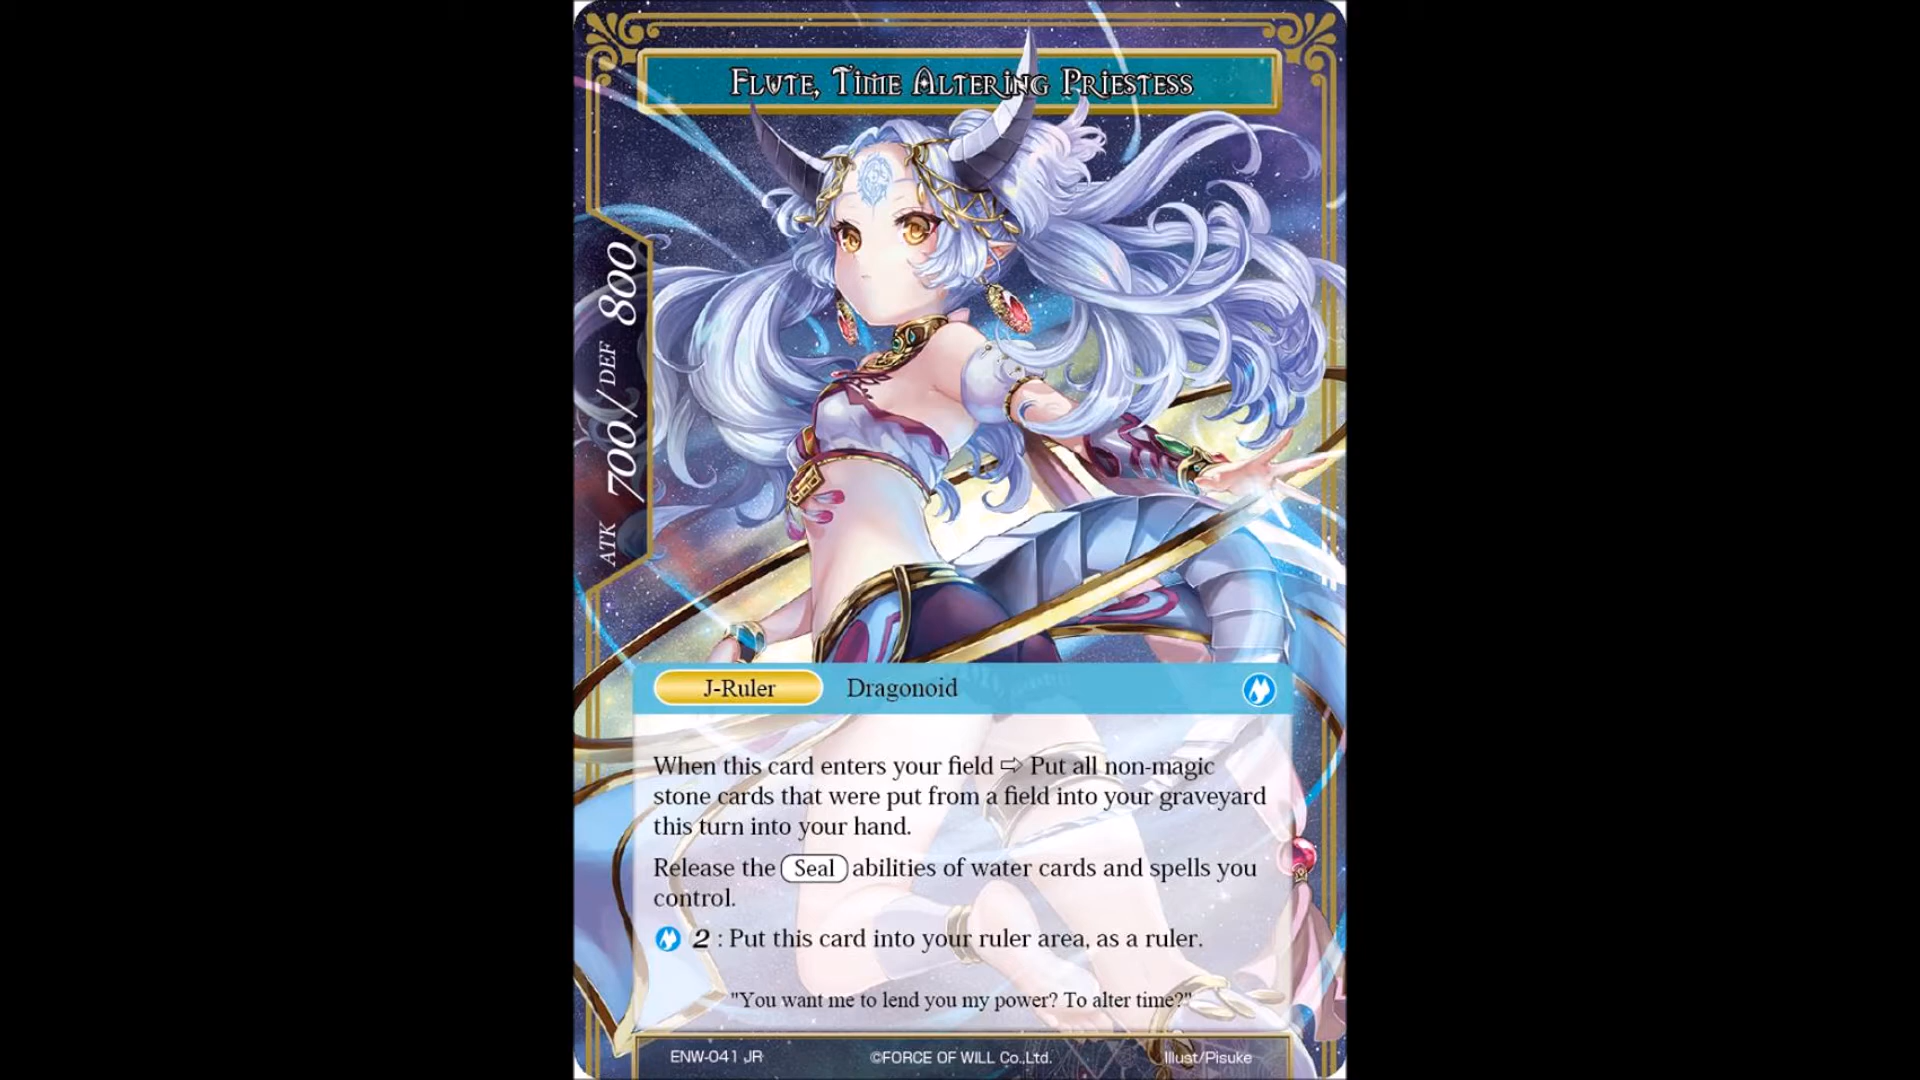 Flute, Time Altering Priestess
ATK 700 / DEF 800
J-Ruler Dragonoid
When this card enters your field ⇨ Put all non-magic
stone cards that were put from a field into your graveyard
this turn into your hand.
Release the Seal abilities of water cards and spells you
control.
2 : Put this card into your ruler area, as a ruler.
"You want me to lend you my power? To alter time?"
ENW-041 JR ©FORCE OF WILL Co.,Ltd. Illust/Pisuke